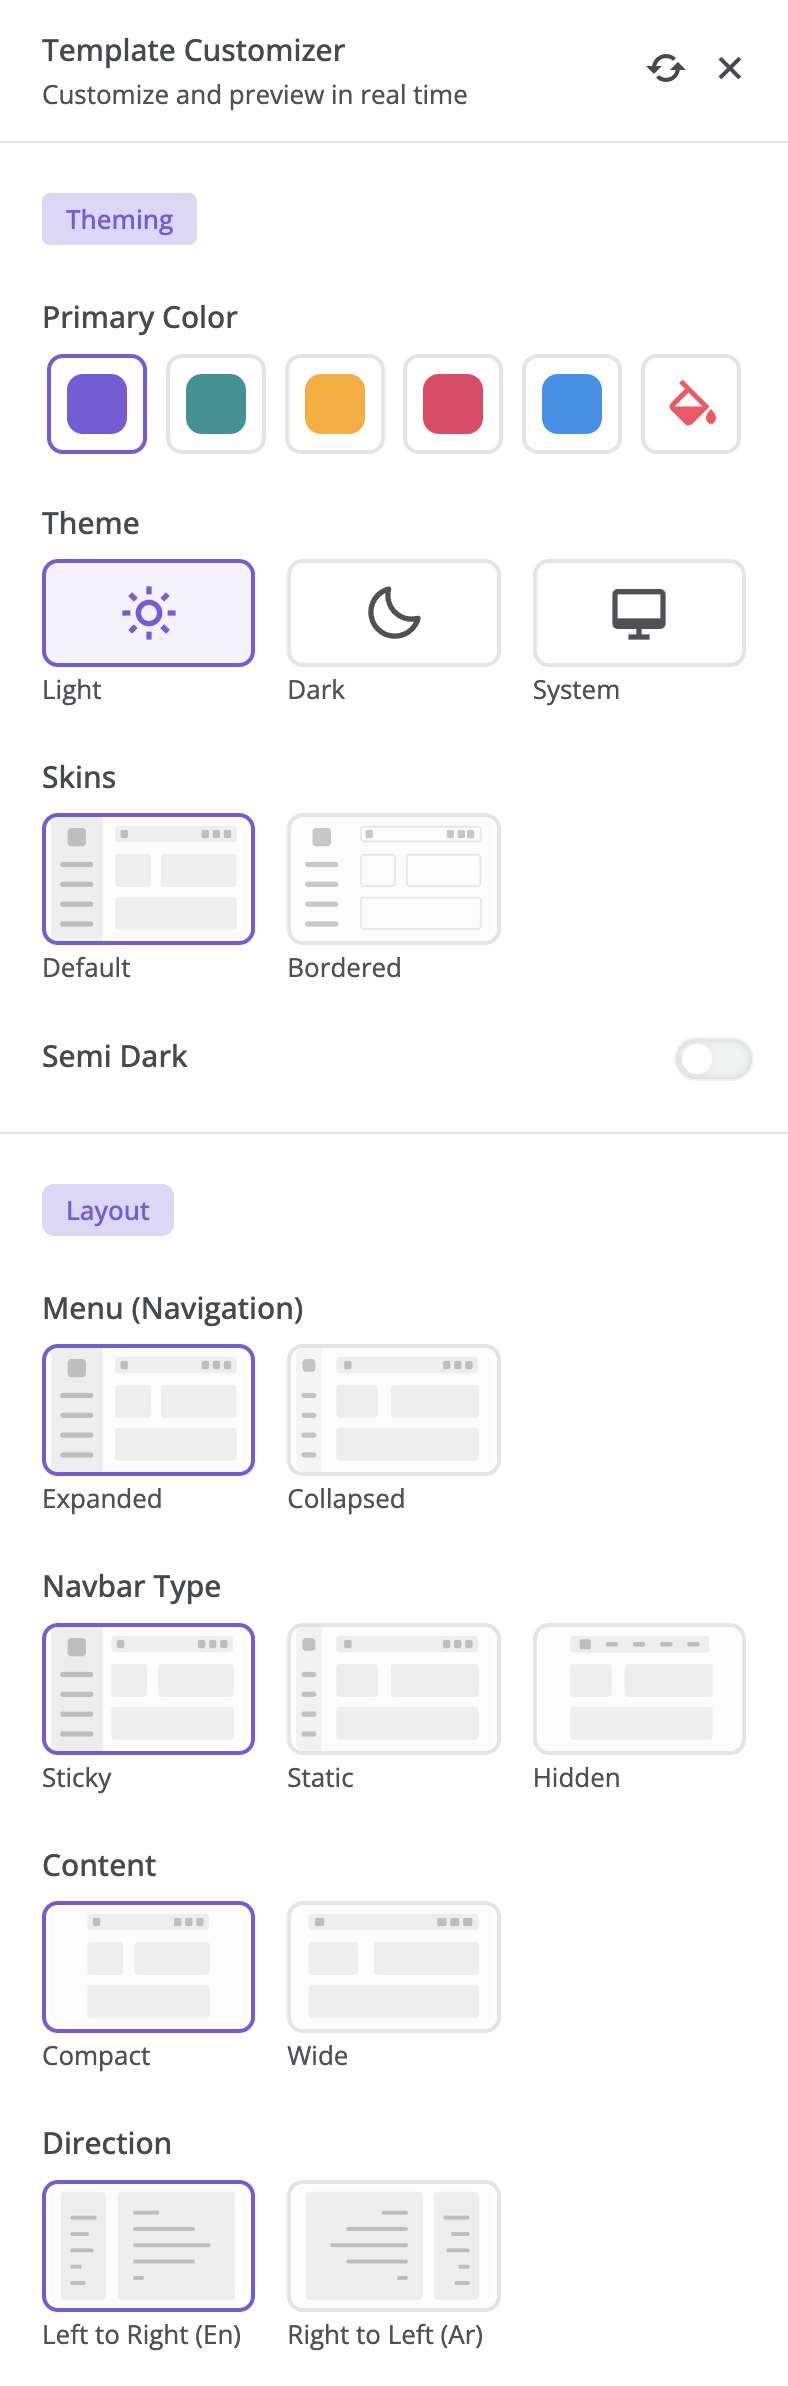 Template Customizer
Customize and preview in real time
Theming
Primary Color
Theme
Light Dark System
Skins
Default Bordered
Semi Dark
Layout
Menu (Navigation)
Expanded Collapsed
Navbar Type
Sticky Static Hidden
Content
Compact Wide
Direction
Left to Right (En) Right to Left (Ar)